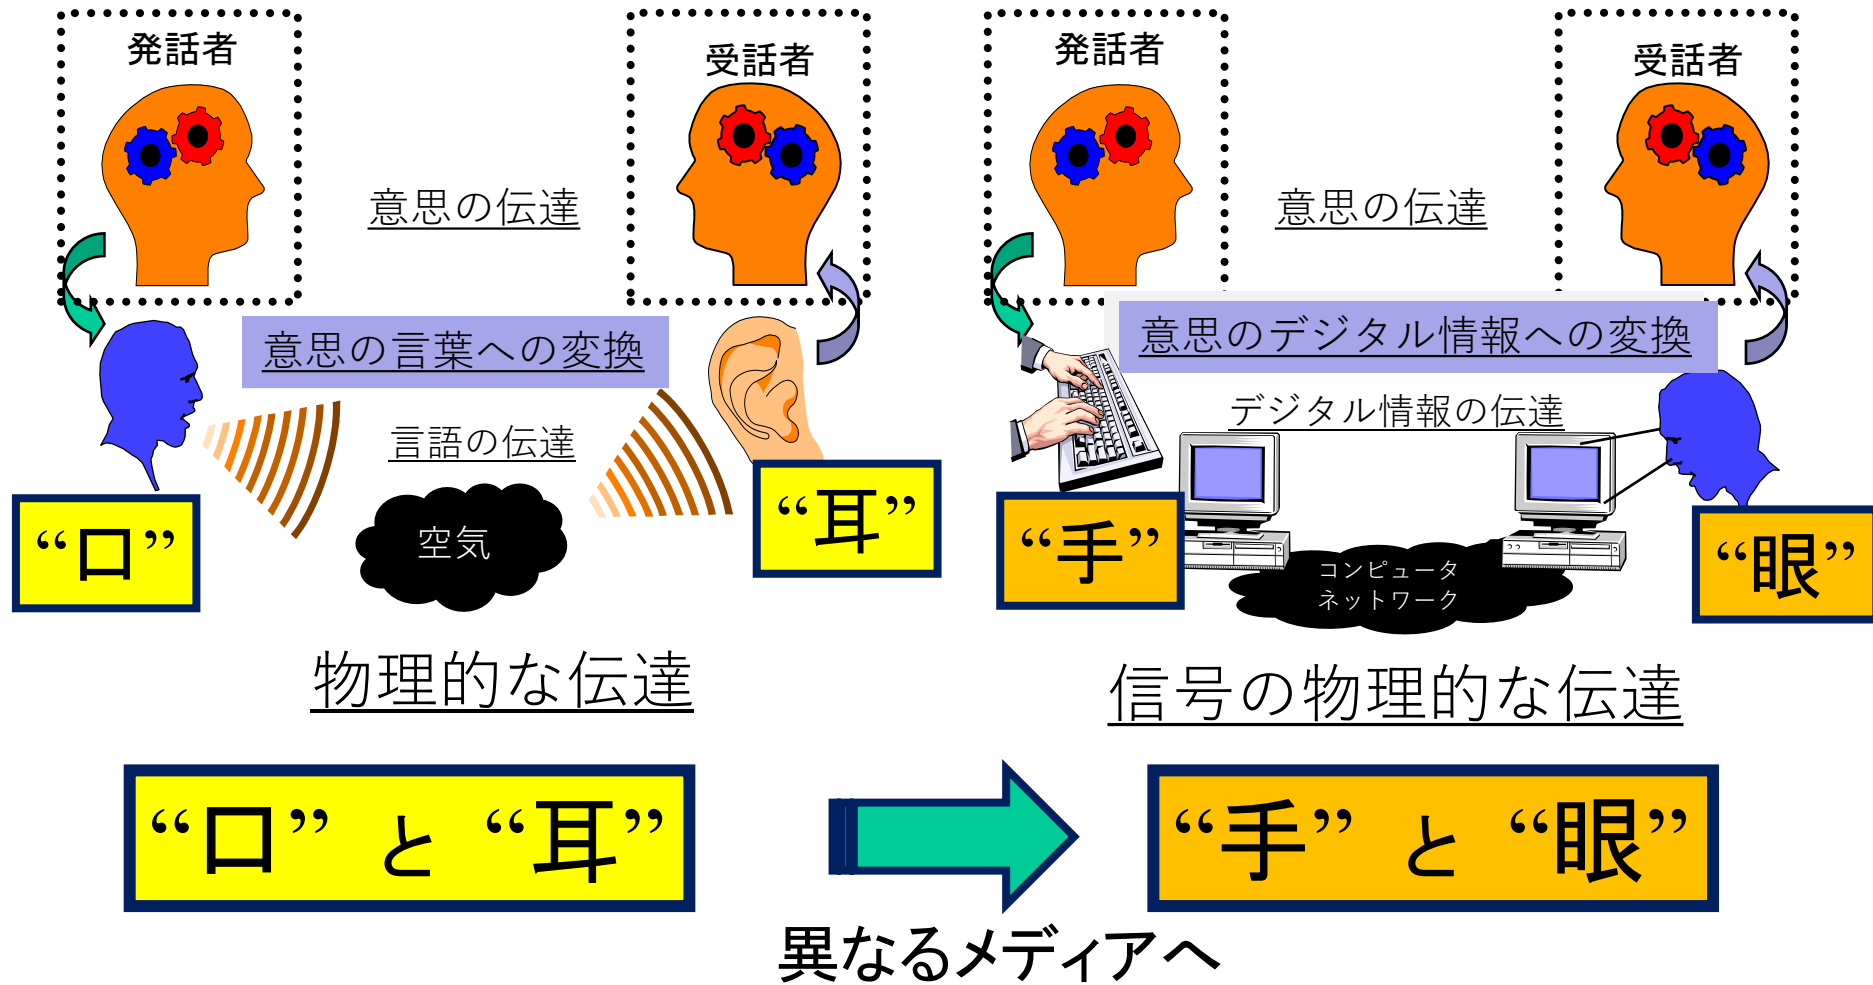 発話者
受話者
意思の伝達
意思の言葉への変換
言語の伝達
空気
“口”
“耳”
物理的な伝達
発話者
受話者
意思の伝達
意思のデジタル情報への変換
デジタル情報の伝達
コンピュータ
ネットワーク
“手”
“眼”
信号の物理的な伝達
“口” と “耳”
“手” と “眼”
異なるメディアへ